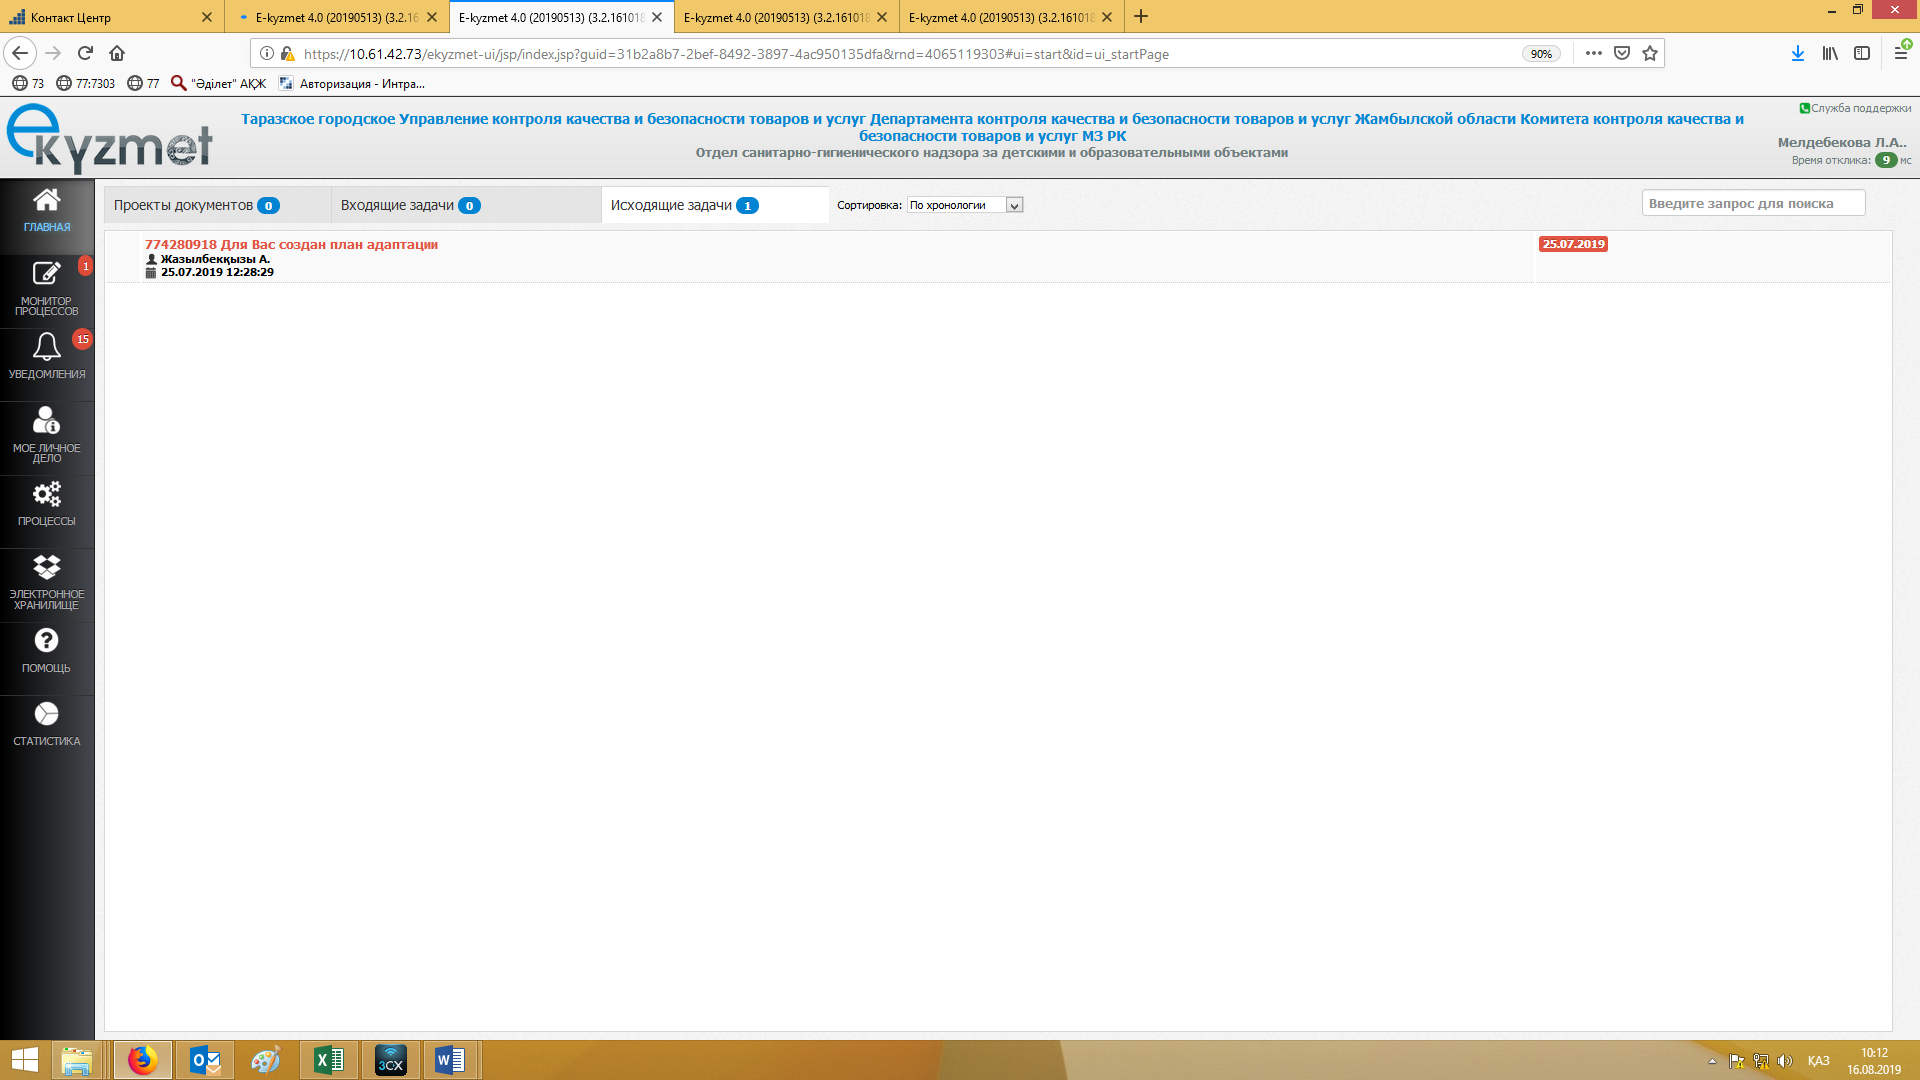 Контакт Центр
E-kyzmet 4.0 (20190513) (3.2.16
E-kyzmet 4.0 (20190513) (3.2.161018
E-kyzmet 4.0 (20190513) (3.2.161018
E-kyzmet 4.0 (20190513) (3.2.161018
https://10.61.42.73/ekyzmet-ui/jsp/index.jsp?guid=31b2a8b7-2bef-8492-3897-4ac950135dfa&rnd=4065119303#ui=start&id=ui_startPage
90%
73
77:7303
77
"Әділет" АҚЖ
Авторизация - Интра...
ekyzmet
Таразское городское Управление контроля качества и безопасности товаров и услуг Департамента контроля качества и безопасности товаров и услуг Жамбылской области Комитета контроля качества и
безопасности товаров и услуг МЗ РК
Отдел санитарно-гигиенического надзора за детскими и образовательными объектами
Служба поддержки
Мелдебекова Л.А..
Время отклика: 9 мс
ГЛАВНАЯ
1
МОНИТОР
ПРОЦЕССОВ
15
УВЕДОМЛЕНИЯ
МОЕ ЛИЧНОЕ
ДЕЛО
ПРОЦЕССЫ
ЭЛЕКТРОННОЕ
ХРАНИЛИЩЕ
ПОМОЩЬ
СТАТИСТИКА
Проекты документов 0
Входящие задачи 0
Исходящие задачи 1
Сортировка: По хронологии
Введите запрос для поиска
774280918 Для Вас создан план адаптации
Жазылбекқызы А.
25.07.2019 12:28:29
25.07.2019
3CX
ҚАЗ
10:12
16.08.2019